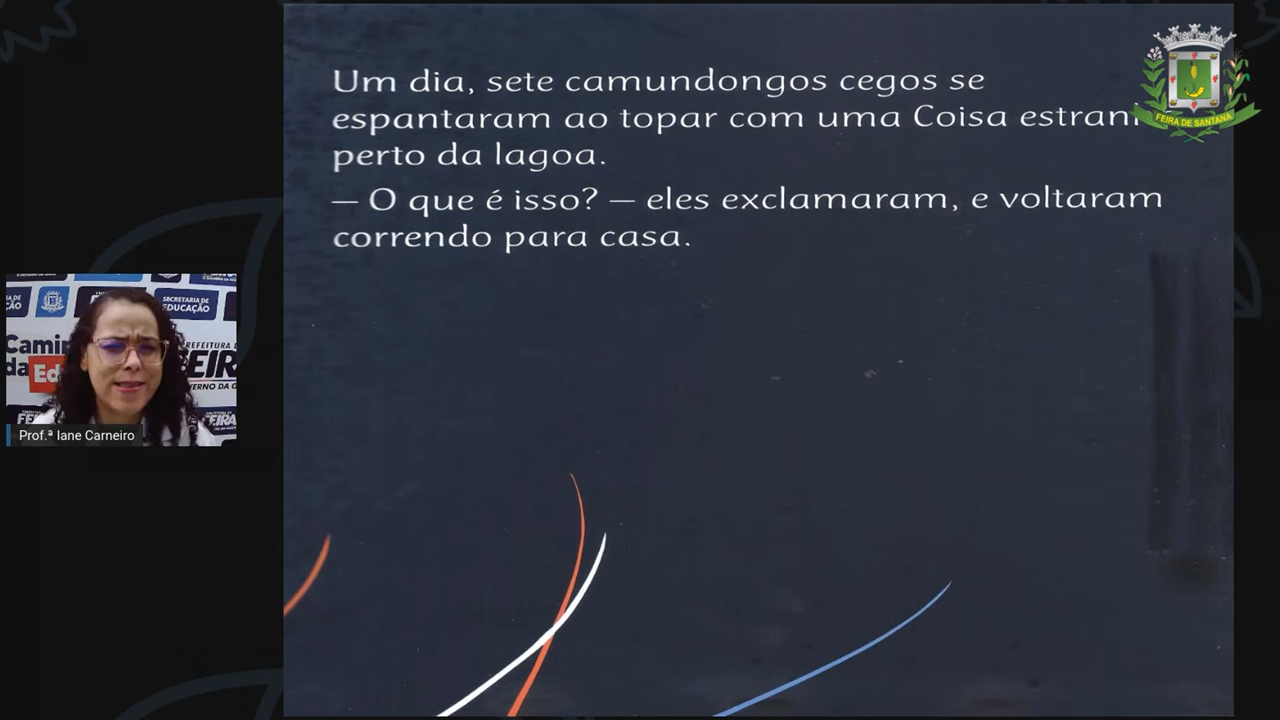 Um dia, sete camundongos cegos se
espantaram ao topar com uma Coisa
perto da lagoa.
— O que é isso? — eles exclamaram, e voltaram
correndo para casa.
FEIRA DE SANTANA
SECRETARIA DE
EDUCAÇÃO
Prof.ª Iane Carneiro